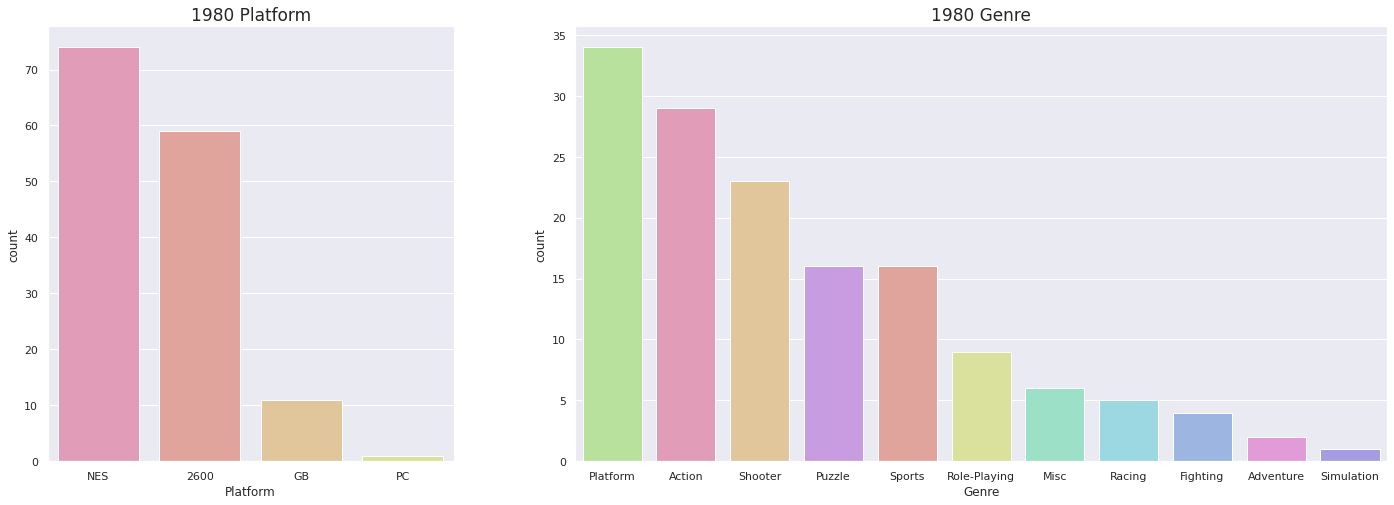 1980 Platform
count
70
60
50
40
30
20
10
0
NES 2600 GB PC
Platform
1980 Genre
count
35
30
25
20
15
10
5
0
Platform Action Shooter Puzzle Sports Role-Playing Misc Racing Fighting Adventure Simulation
Genre